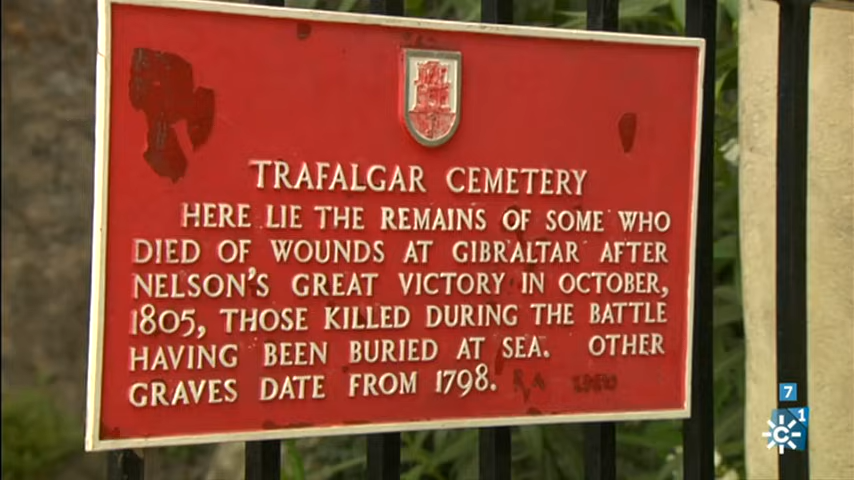 TRAFALGAR CEMETERY
HERE LIE THE REMAINS OF SOME WHO
DIED OF WOUNDS AT GIBRALTAR AFTER
NELSON'S GREAT VICTORY IN OCTOBER,
1805, THOSE KILLED DURING THE BATTLE
HAVING BEEN BURIED AT SEA. OTHER
GRAVES DATE FROM 1798.
7
1
C